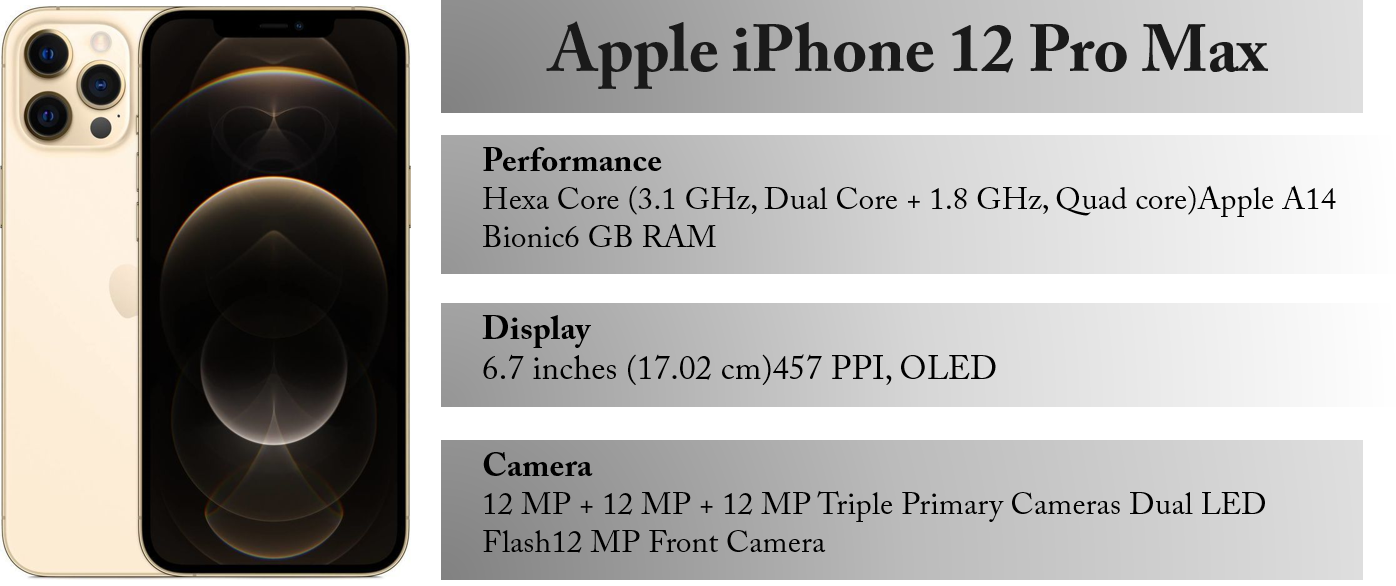 Apple iPhone 12 Pro Max
Performance
Hexa Core (3.1 GHz, Dual Core + 1.8 GHz, Quad core)Apple A14
Bionic6 GB RAM
Display
6.7 inches (17.02 cm)457 PPI, OLED
Camera
12 MP + 12 MP + 12 MP Triple Primary Cameras Dual LED
Flash12 MP Front Camera